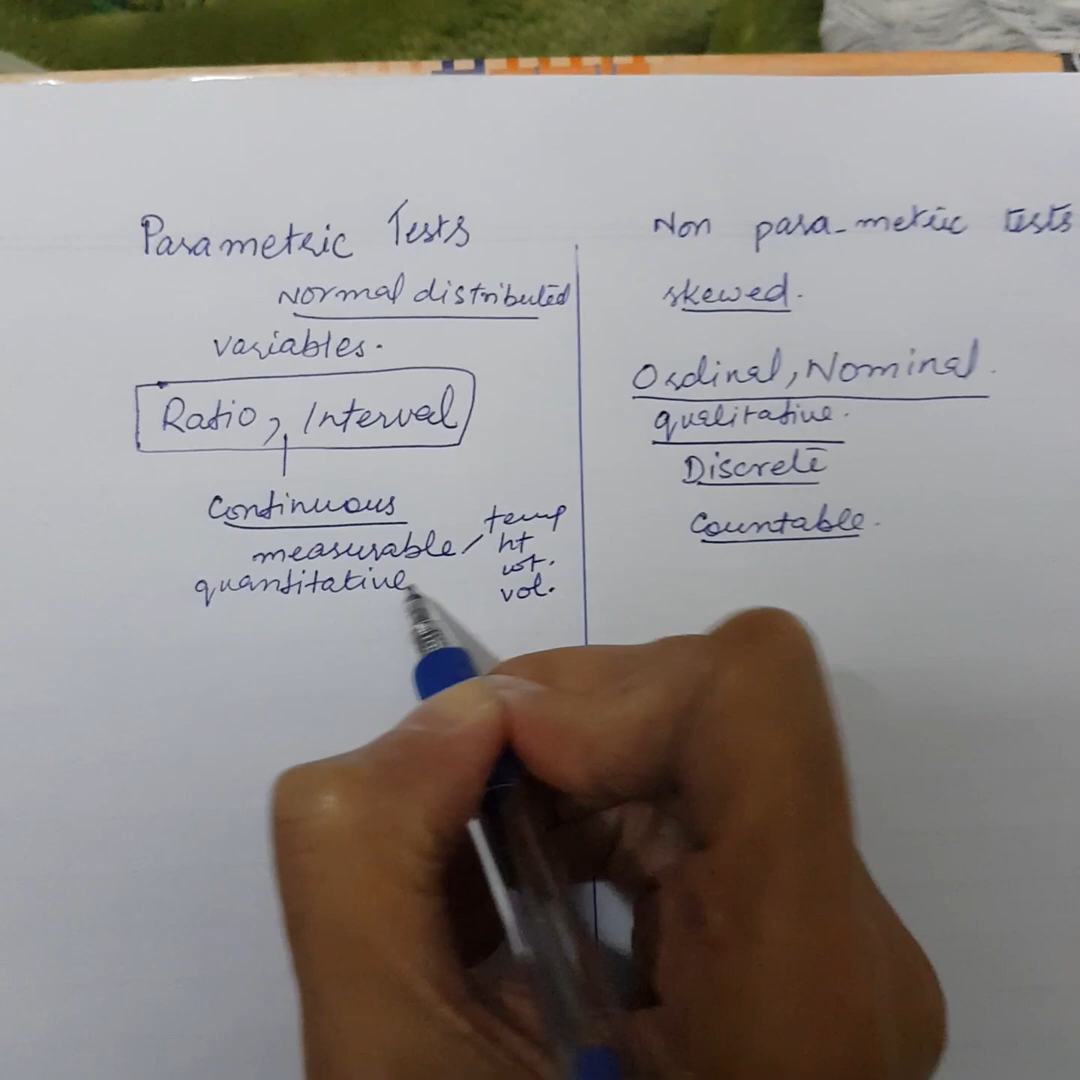 Parametric Tests
Normal distributed
variables.
Ratio, Interval
Continuous
measurable
temp
ht
wt.
vol.
quantitative
Non para-metric tests
skewed.
Ordinal, Nominal.
qualitative.
Discrete
Countable.